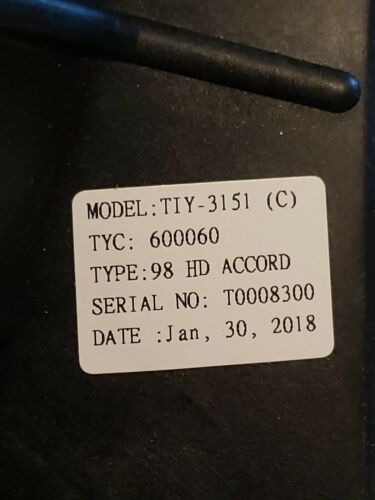 MODEL:TIY-3151 (C)
TYC: 600060
TYPE:98 HD ACCORD
SERIAL NO: T0008300
DATE :Jan, 30, 2018